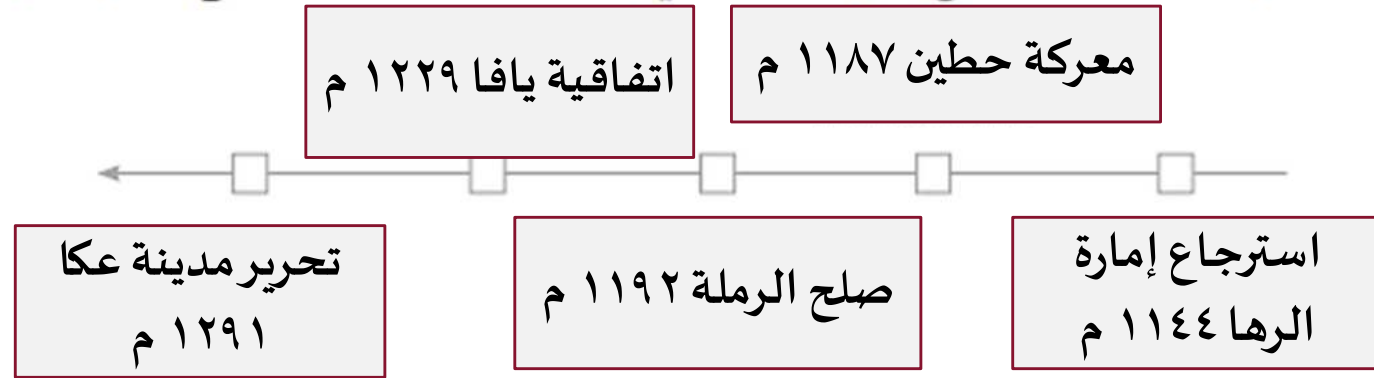 معركة حطين ١١٨٧ م
اتفاقية يافا ١٢٢٩ م
استرجاع إمارة
الرها ١١٤٤ م
صلح الرملة ١١٩٢ م
تحرير مدينة عكا
١٢٩١ م